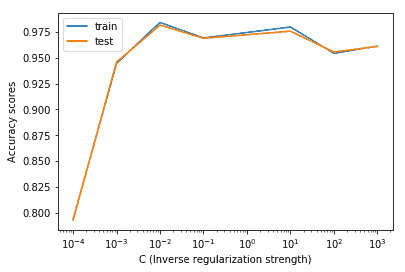 train
test
0.975
0.950
0.925
0.900
0.875
0.850
0.825
0.800
Accuracy scores
10⁻⁴ 10⁻³ 10⁻² 10⁻¹ 10⁰ 10¹ 10² 10³
C (Inverse regularization strength)